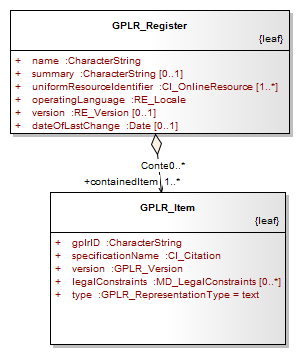 GPLR_Register
{leaf}
+ name :CharacterString
+ summary :CharacterString [0..1]
+ uniformResourceIdentifier :CI_OnlineResource [1..*]
+ operatingLanguage :RE_Locale
+ version :RE_Version [0..1]
+ dateOfLastChange :Date [0..1]
Conte0..*
+containedItem 1..*
GPLR_Item
{leaf}
+ gplrID :CharacterString
+ specificationName :CI_Citation
+ version :GPLR_Version
+ legalConstraints :MD_LegalConstraints [0..*]
+ type :GPLR_RepresentationType = text